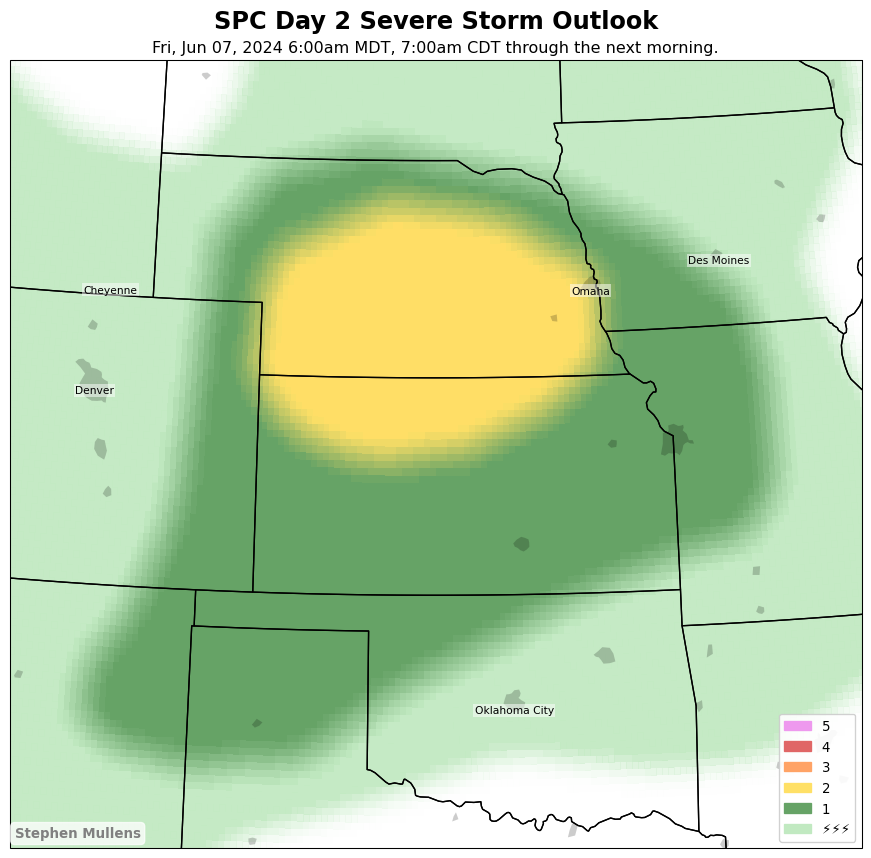 SPC Day 2 Severe Storm Outlook
Fri, Jun 07, 2024 6:00am MDT, 7:00am CDT through the next morning.
Des Moines
Cheyenne
Omaha
Denver
Oklahoma City
5
4
3
2
1
⚡⚡⚡
Stephen Mullens